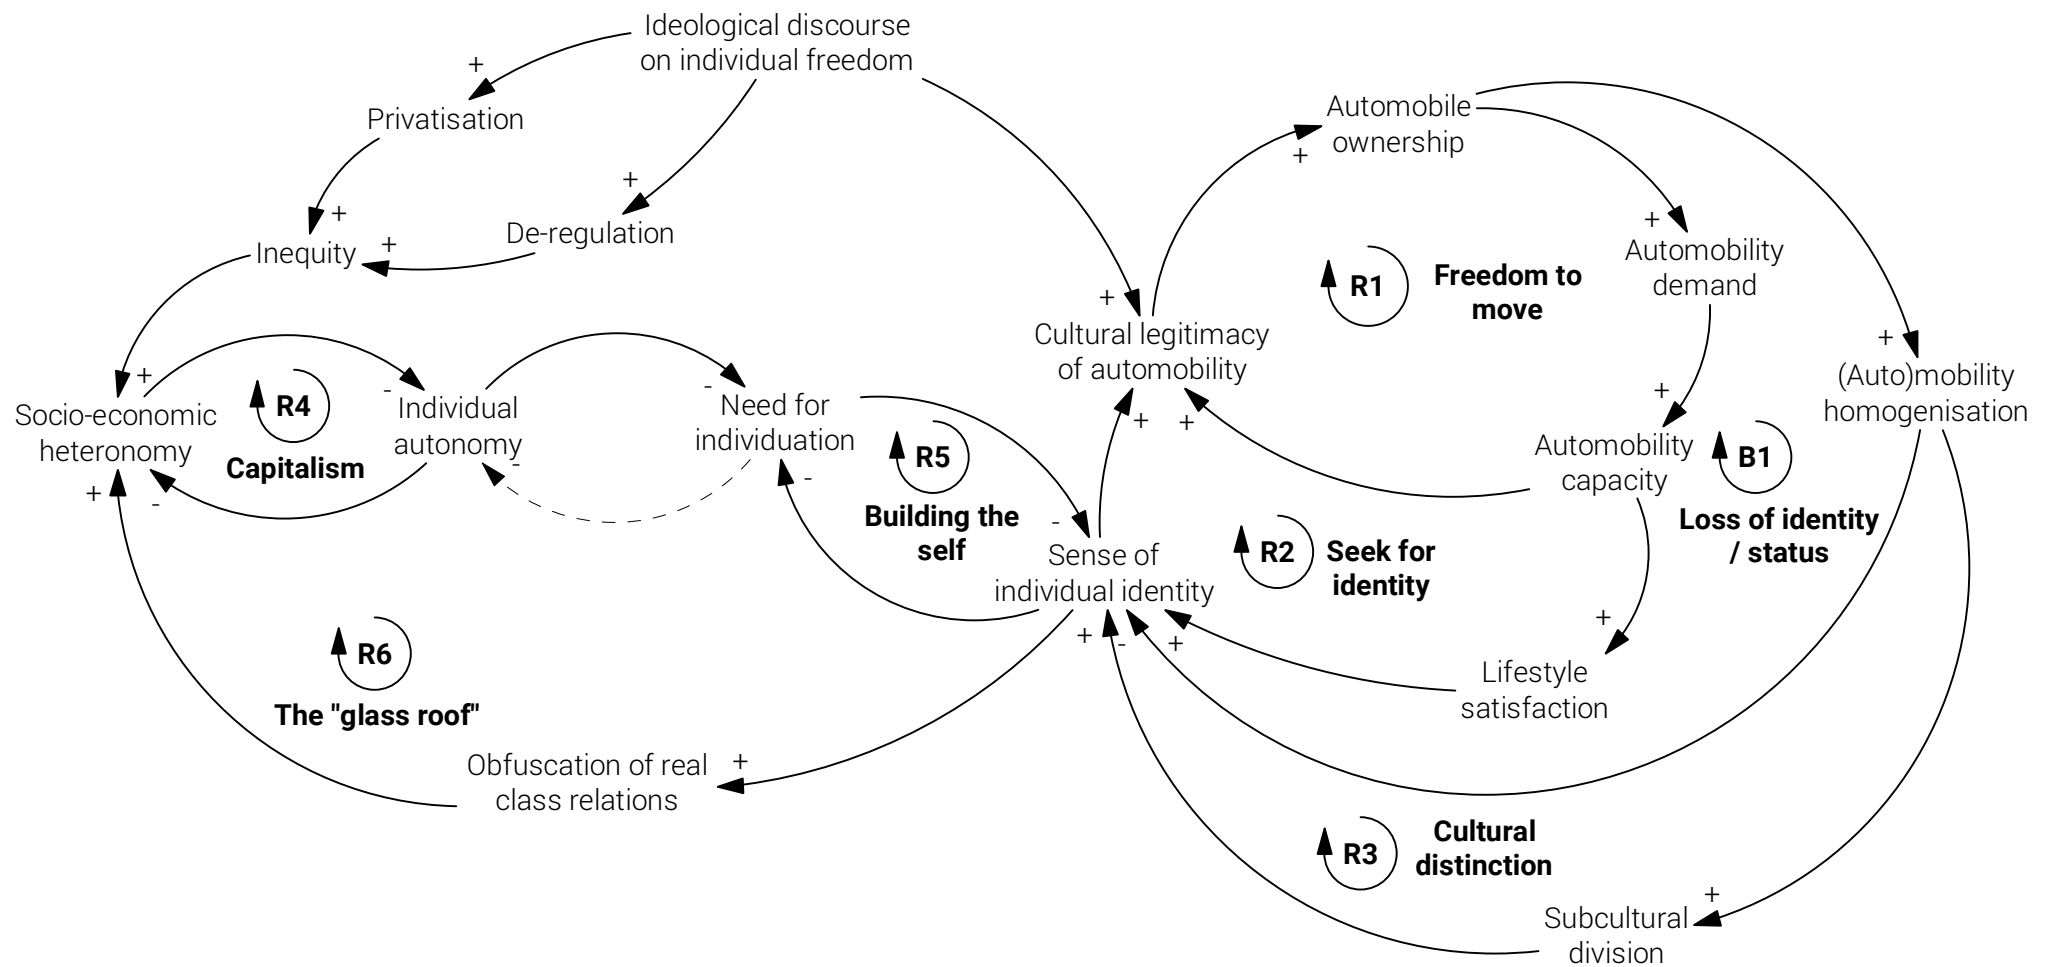 Ideological discourse
on individual freedom
+
Privatisation
+
+
De-regulation
+
Inequity
+
Socio-economic
heteronomy
R4
Capitalism
-
Individual
autonomy
-
+
-
-
Need for
individuation
-
R5
Building the
self
-
Sense of
individual identity
+
-
+
R6
The "glass roof"
Obfuscation of real
class relations
+
+
Cultural legitimacy
of automobility
+
+
+
Automobile
ownership
R1
Freedom to
move
+
Automobility
demand
+
Automobility
capacity
+
(Auto)mobility
homogenisation
B1
Loss of identity
/ status
R2
Seek for
identity
+
Lifestyle
satisfaction
R3
Cultural
distinction
+
Subcultural
division